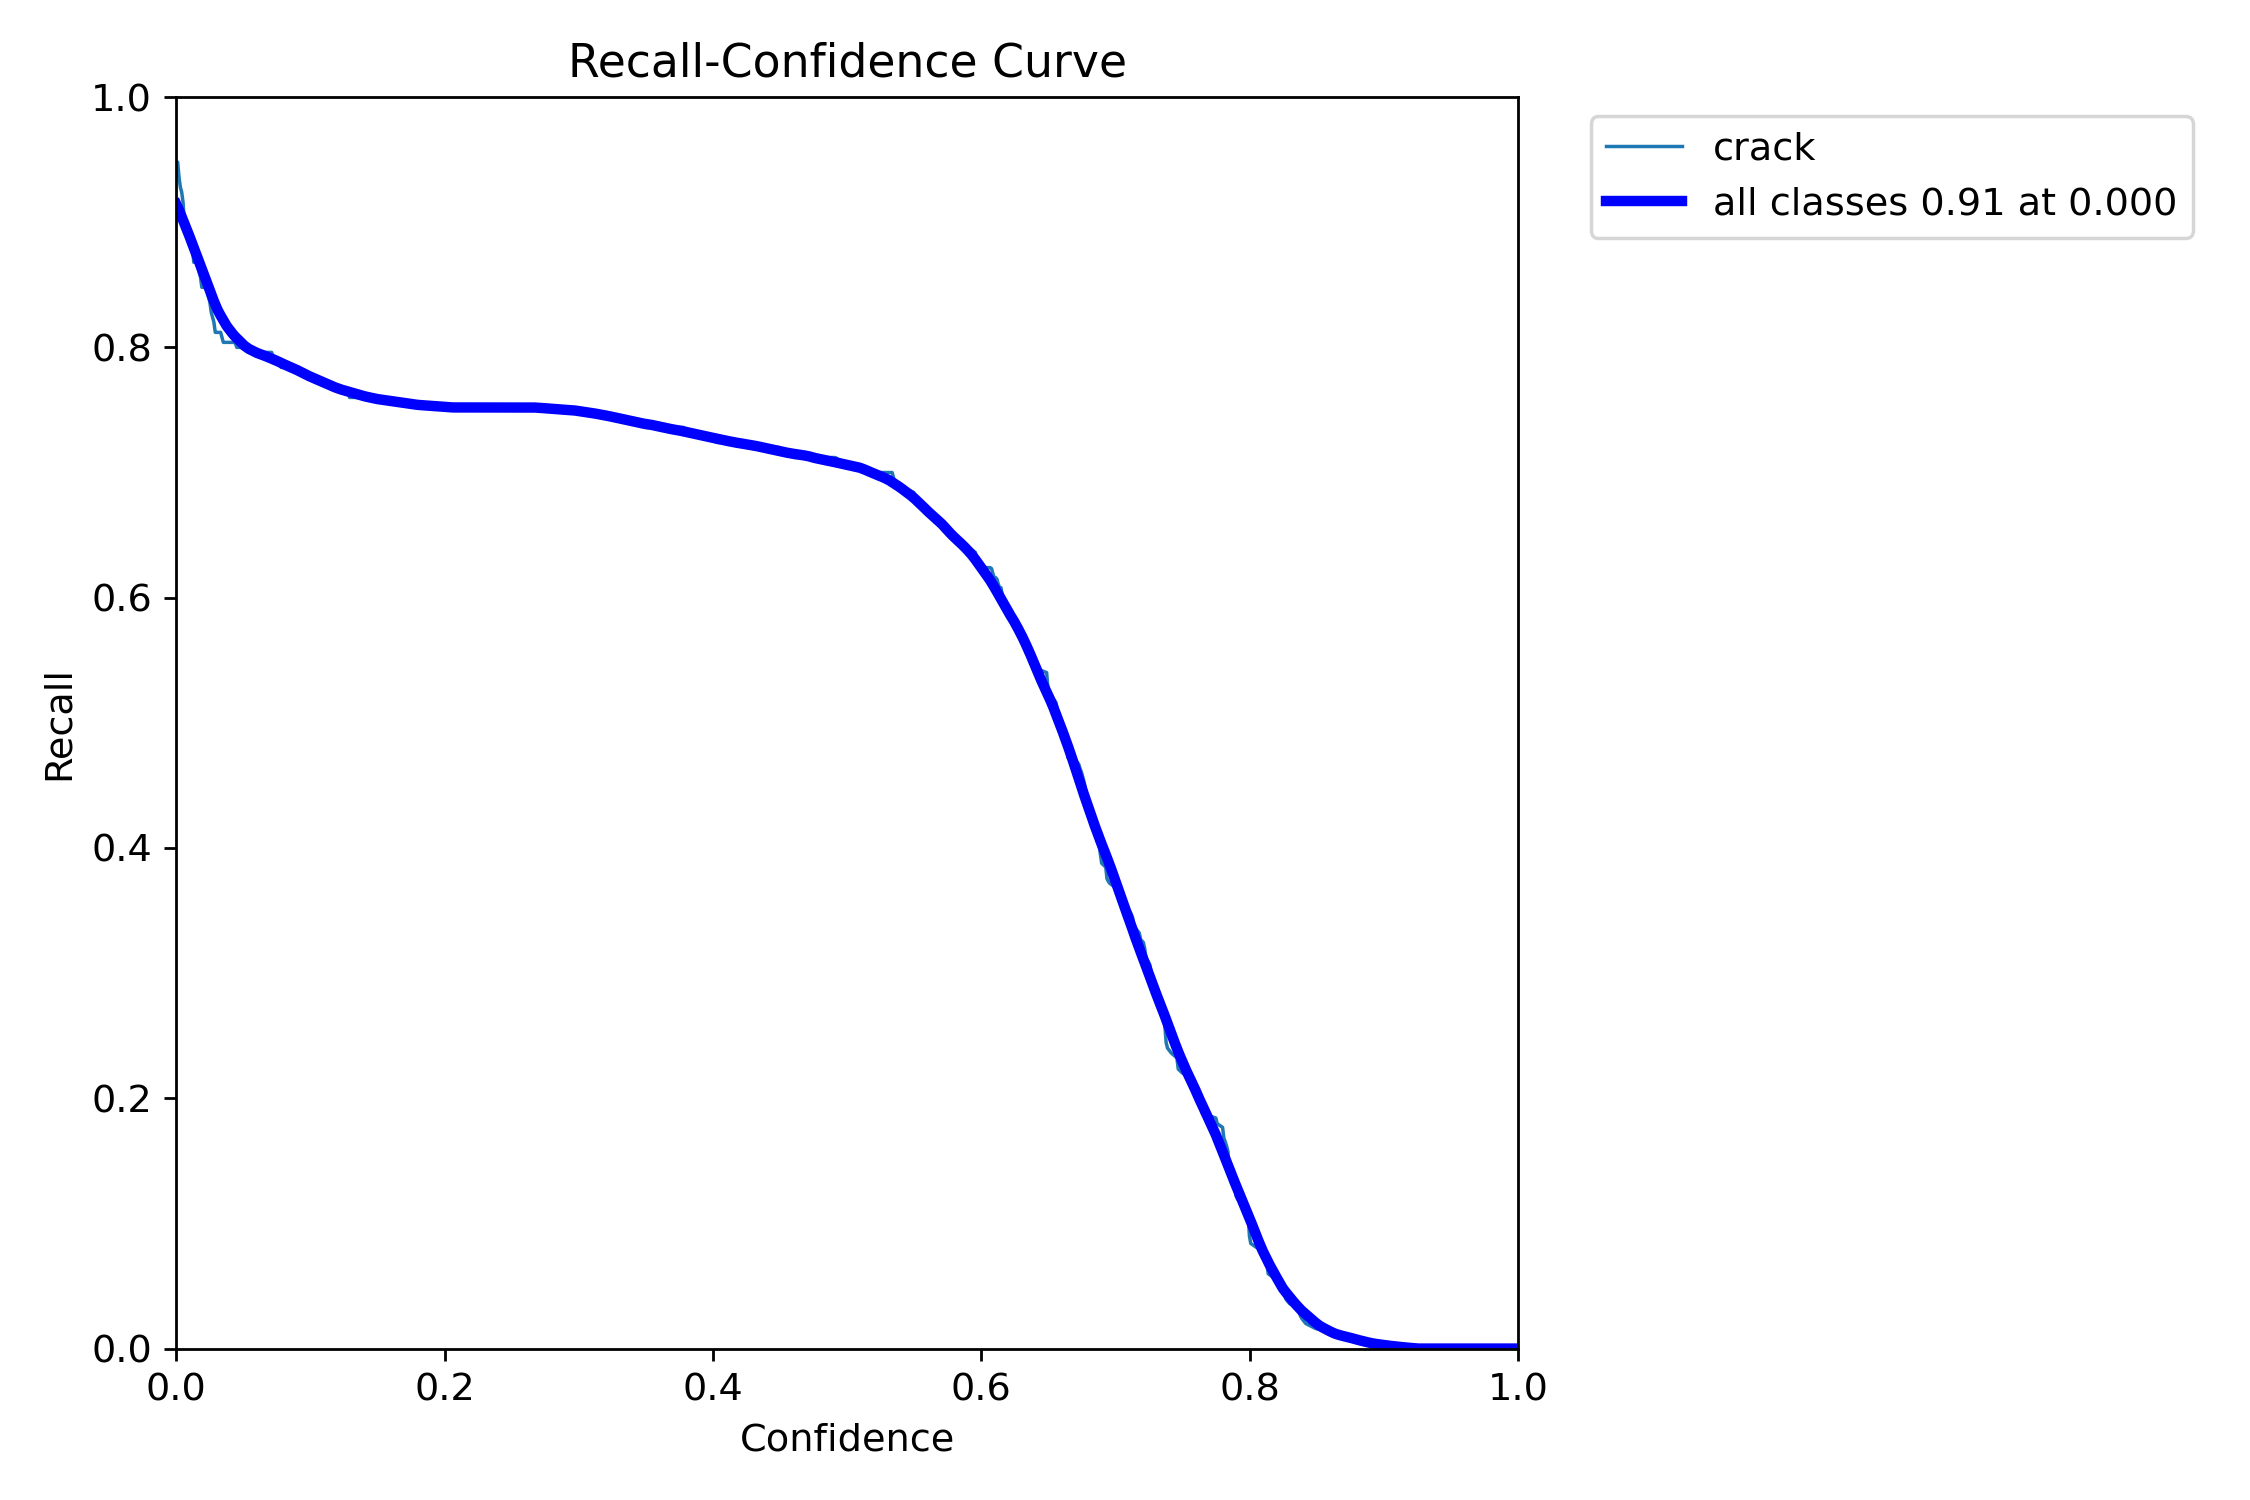 Recall-Confidence Curve
1.0
0.8
0.6
0.4
0.2
0.0
Recall
0.0 0.2 0.4 0.6 0.8 1.0
Confidence
crack
all classes 0.91 at 0.000